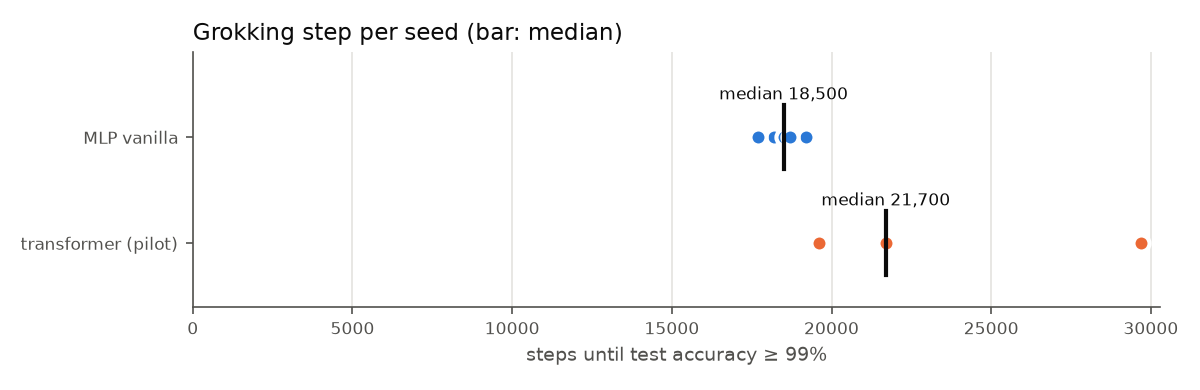 Grokking step per seed (bar: median)
median 18,500
MLP vanilla
median 21,700
transformer (pilot)
0 5000 10000 15000 20000 25000 30000
steps until test accuracy ≥ 99%